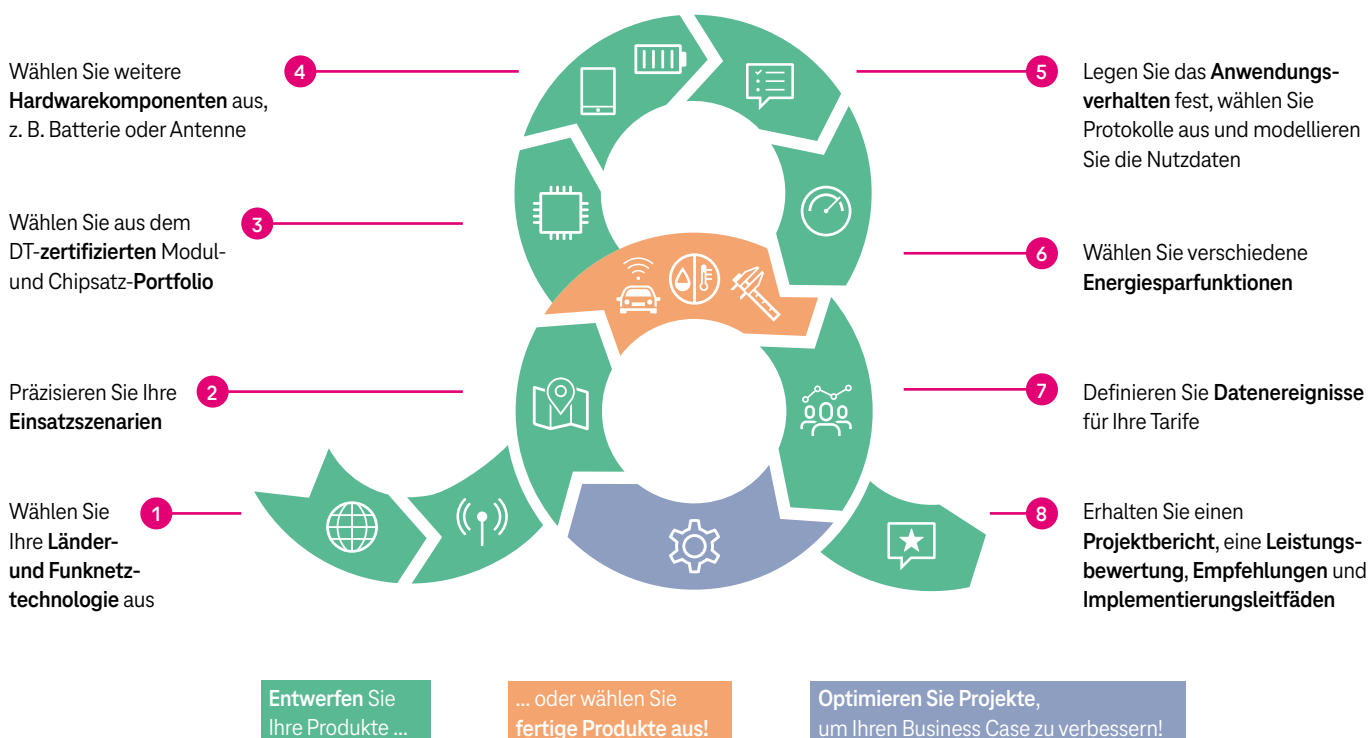 4
Wählen Sie weitere
Hardwarekomponenten aus,
z. B. Batterie oder Antenne
3
Wählen Sie aus dem
DT-zertifizierten Modul-
und Chipsatz-Portfolio
2
Präzisieren Sie Ihre
Einsatzszenarien
1
Wählen Sie
Ihre Länder-
und Funknetz-
technologie aus
5
Legen Sie das Anwendungs-
verhalten fest, wählen Sie
Protokolle aus und modellieren
Sie die Nutzdaten
6
Wählen Sie verschiedene
Energiesparfunktionen
7
Definieren Sie Datenereignisse
für Ihre Tarife
8
Erhalten Sie einen
Projektbericht, eine Leistungs-
bewertung, Empfehlungen und
Implementierungsleitfäden
Entwerfen Sie
Ihre Produkte ...
... oder wählen Sie
fertige Produkte aus!
Optimieren Sie Projekte,
um Ihren Business Case zu verbessern!